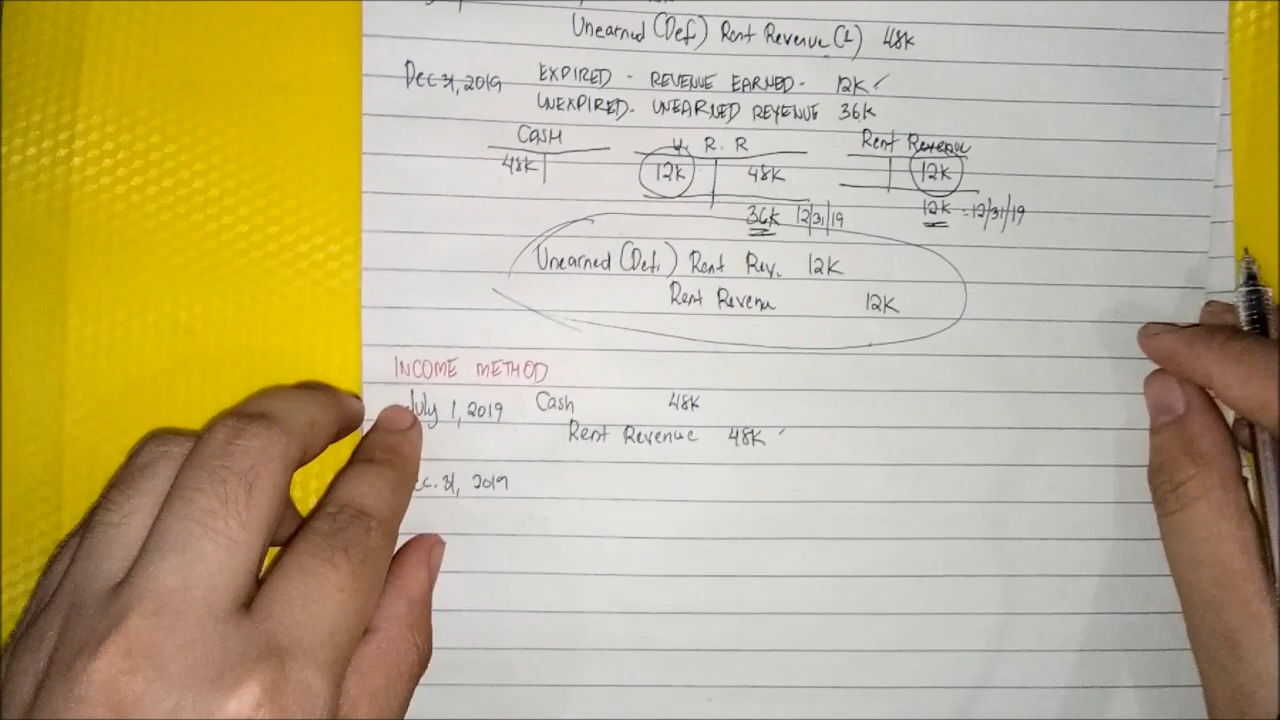 Unearned (Def.) Rent Revenue (L) 48K
Dec 31, 2019 EXPIRED - REVENUE EARNED - 12K ✓
UNEXPIRED - UNEARNED REVENUE 36K
CASH U. R. R Rent Revenue
48K 12K 48K 12K
36K 12/31/19 12K - 12/31/19
Unearned (Def.) Rent Rev. 12K
Rent Revenue 12K
INCOME METHOD
July 1, 2019 Cash 48K
Rent Revenue 48K
31, 2019